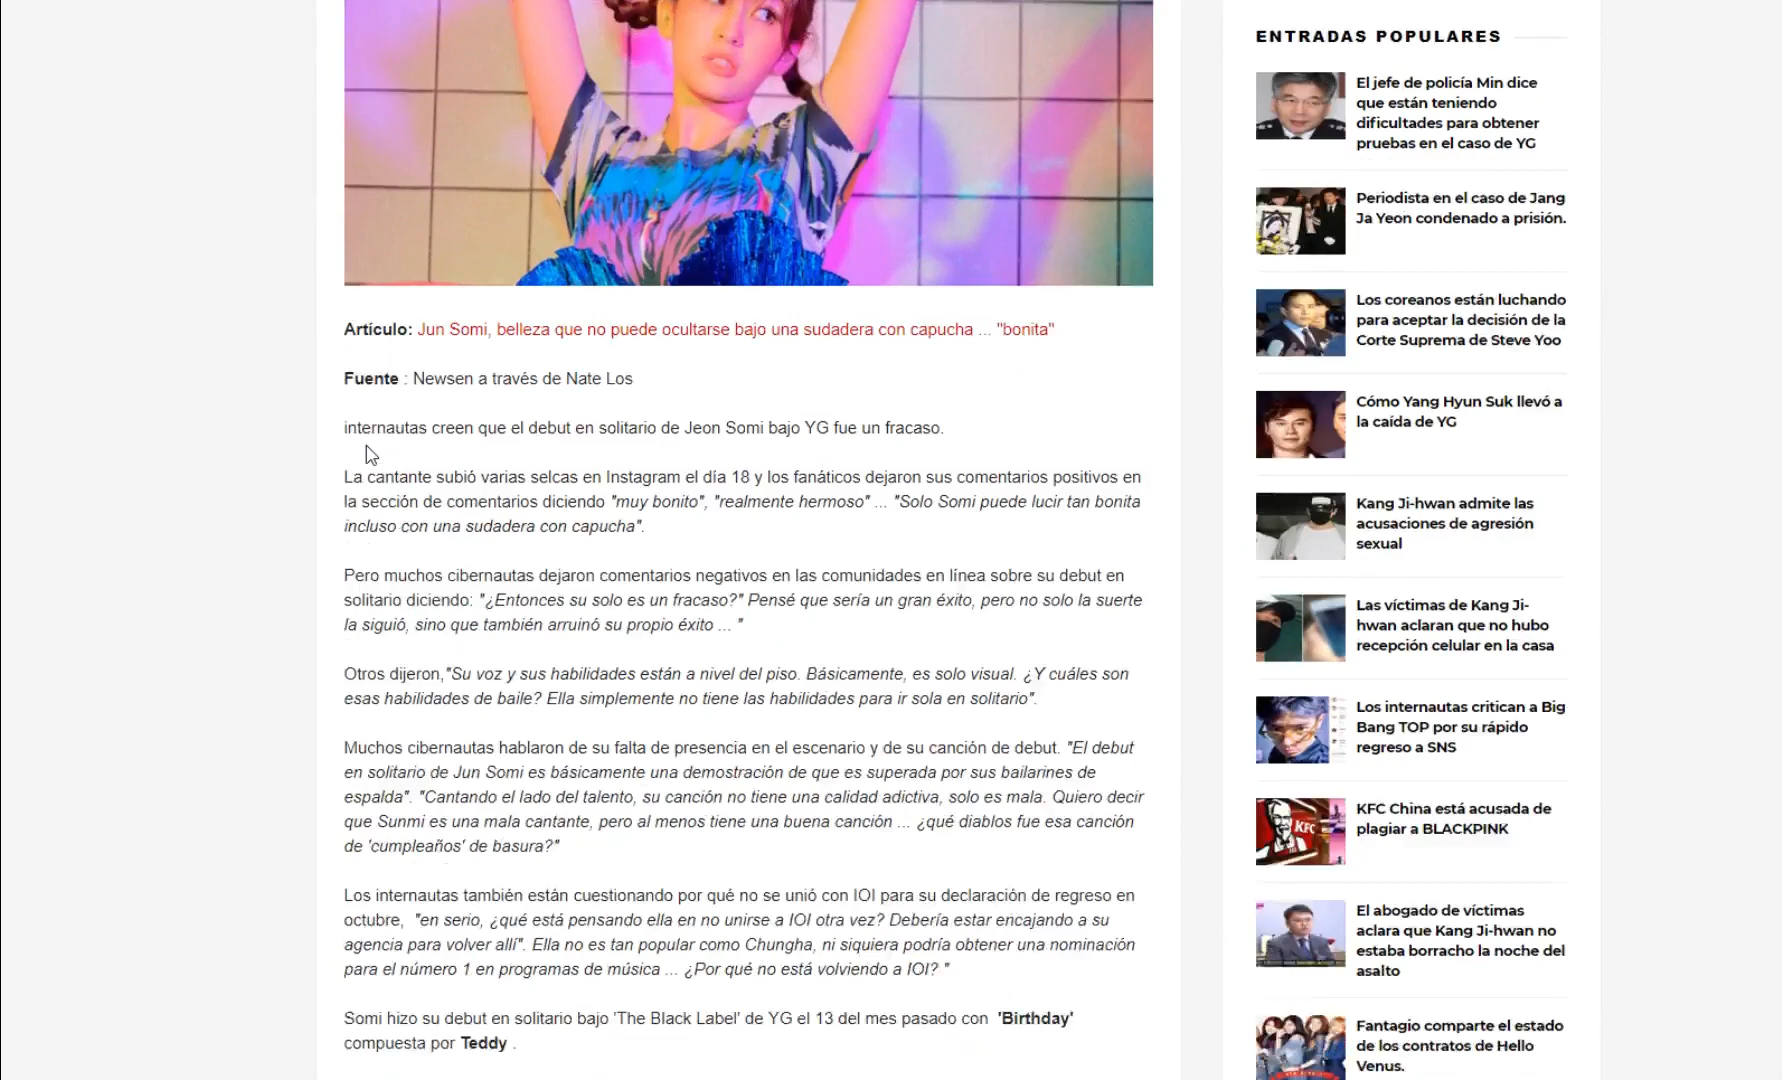 Artículo: Jun Somi, belleza que no puede ocultarse bajo una sudadera con capucha ... "bonita"
Fuente : Newsen a través de Nate Los
internautas creen que el debut en solitario de Jeon Somi bajo YG fue un fracaso.
La cantante subió varias selcas en Instagram el día 18 y los fanáticos dejaron sus comentarios positivos en
la sección de comentarios diciendo "muy bonito", "realmente hermoso" ... "Solo Somi puede lucir tan bonita
incluso con una sudadera con capucha".
Pero muchos cibernautas dejaron comentarios negativos en las comunidades en línea sobre su debut en
solitario diciendo: "¿Entonces su solo es un fracaso?" Pensé que sería un gran éxito, pero no solo la suerte
la siguió, sino que también arruinó su propio éxito ... "
Otros dijeron,"Su voz y sus habilidades están a nivel del piso. Básicamente, es solo visual. ¿Y cuáles son
esas habilidades de baile? Ella simplemente no tiene las habilidades para ir sola en solitario".
Muchos cibernautas hablaron de su falta de presencia en el escenario y de su canción de debut. "El debut
en solitario de Jun Somi es básicamente una demostración de que es superada por sus bailarines de
espalda". "Cantando el lado del talento, su canción no tiene una calidad adictiva, solo es mala. Quiero decir
que Sunmi es una mala cantante, pero al menos tiene una buena canción ... ¿qué diablos fue esa canción
de 'cumpleaños' de basura?"
Los internautas también están cuestionando por qué no se unió con IOI para su declaración de regreso en
octubre, "en serio, ¿qué está pensando ella en no unirse a IOI otra vez? Debería estar encajando a su
agencia para volver allí". Ella no es tan popular como Chungha, ni siquiera podría obtener una nominación
para el número 1 en programas de música ... ¿Por qué no está volviendo a IOI? "
Somi hizo su debut en solitario bajo 'The Black Label' de YG el 13 del mes pasado con 'Birthday'
compuesta por Teddy .
ENTRADAS POPULARES
El jefe de policía Min dice
que están teniendo
dificultades para obtener
pruebas en el caso de YG
Periodista en el caso de Jang
Ja Yeon condenado a prisión.
Los coreanos están luchando
para aceptar la decisión de la
Corte Suprema de Steve Yoo
Cómo Yang Hyun Suk llevó a
la caída de YG
Kang Ji-hwan admite las
acusaciones de agresión
sexual
Las víctimas de Kang Ji-
hwan aclaran que no hubo
recepción celular en la casa
Los internautas critican a Big
Bang TOP por su rápido
regreso a SNS
KFC China está acusada de
plagiar a BLACKPINK
KFC
El abogado de víctimas
aclara que Kang Ji-hwan no
estaba borracho la noche del
asalto
Fantagio comparte el estado
de los contratos de Hello
Venus.